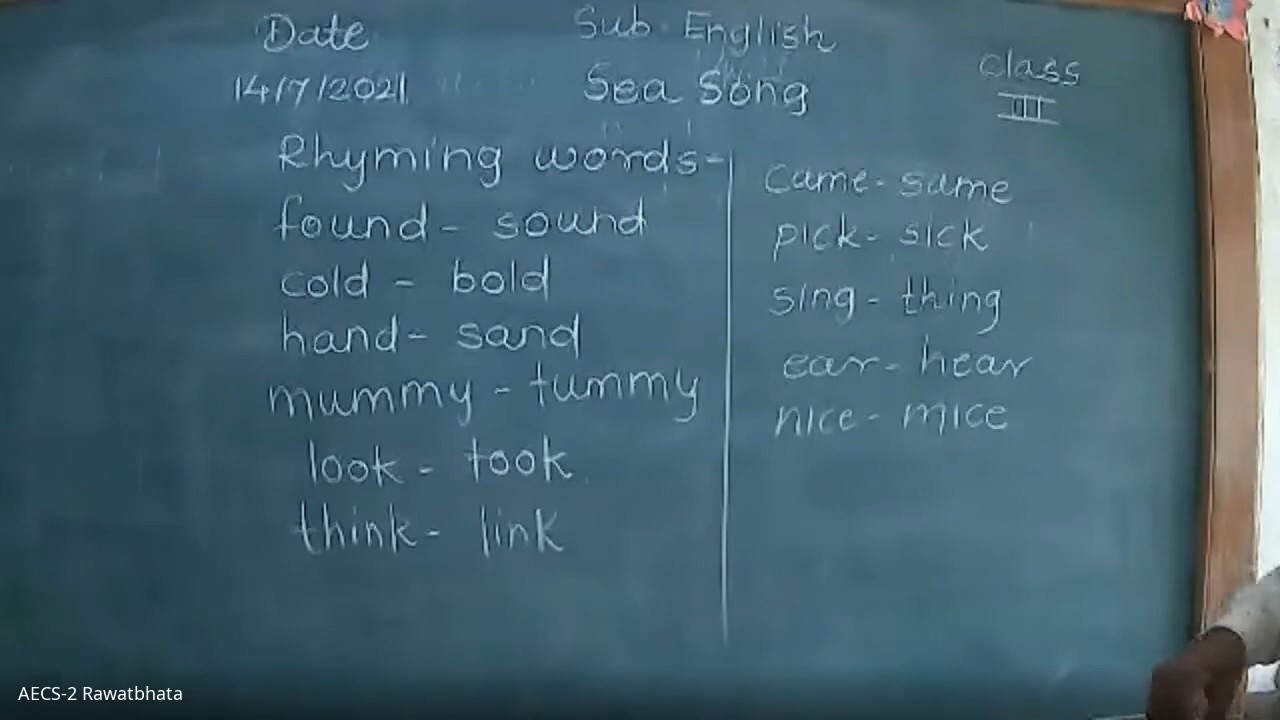 Date
Sub. English
class
14/7/2021
Sea Song
III
Rhyming words-
found - sound
cold - bold
hand - sand
mummy - tummy
look - took
think - link
came - same
pick - sick
sing - thing
ear - hear
nice - mice
AECS-2 Rawatbhata